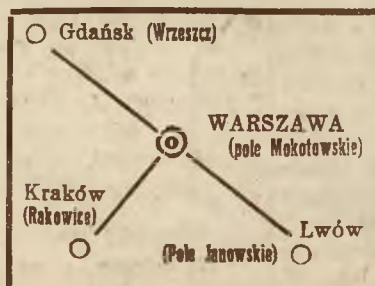 Gdańsk (Wrzeszcz)
WARSZAWA
(pole Mokotowskie)
Kraków
(Rakowice)
Lwów
(Pole Janowskie)